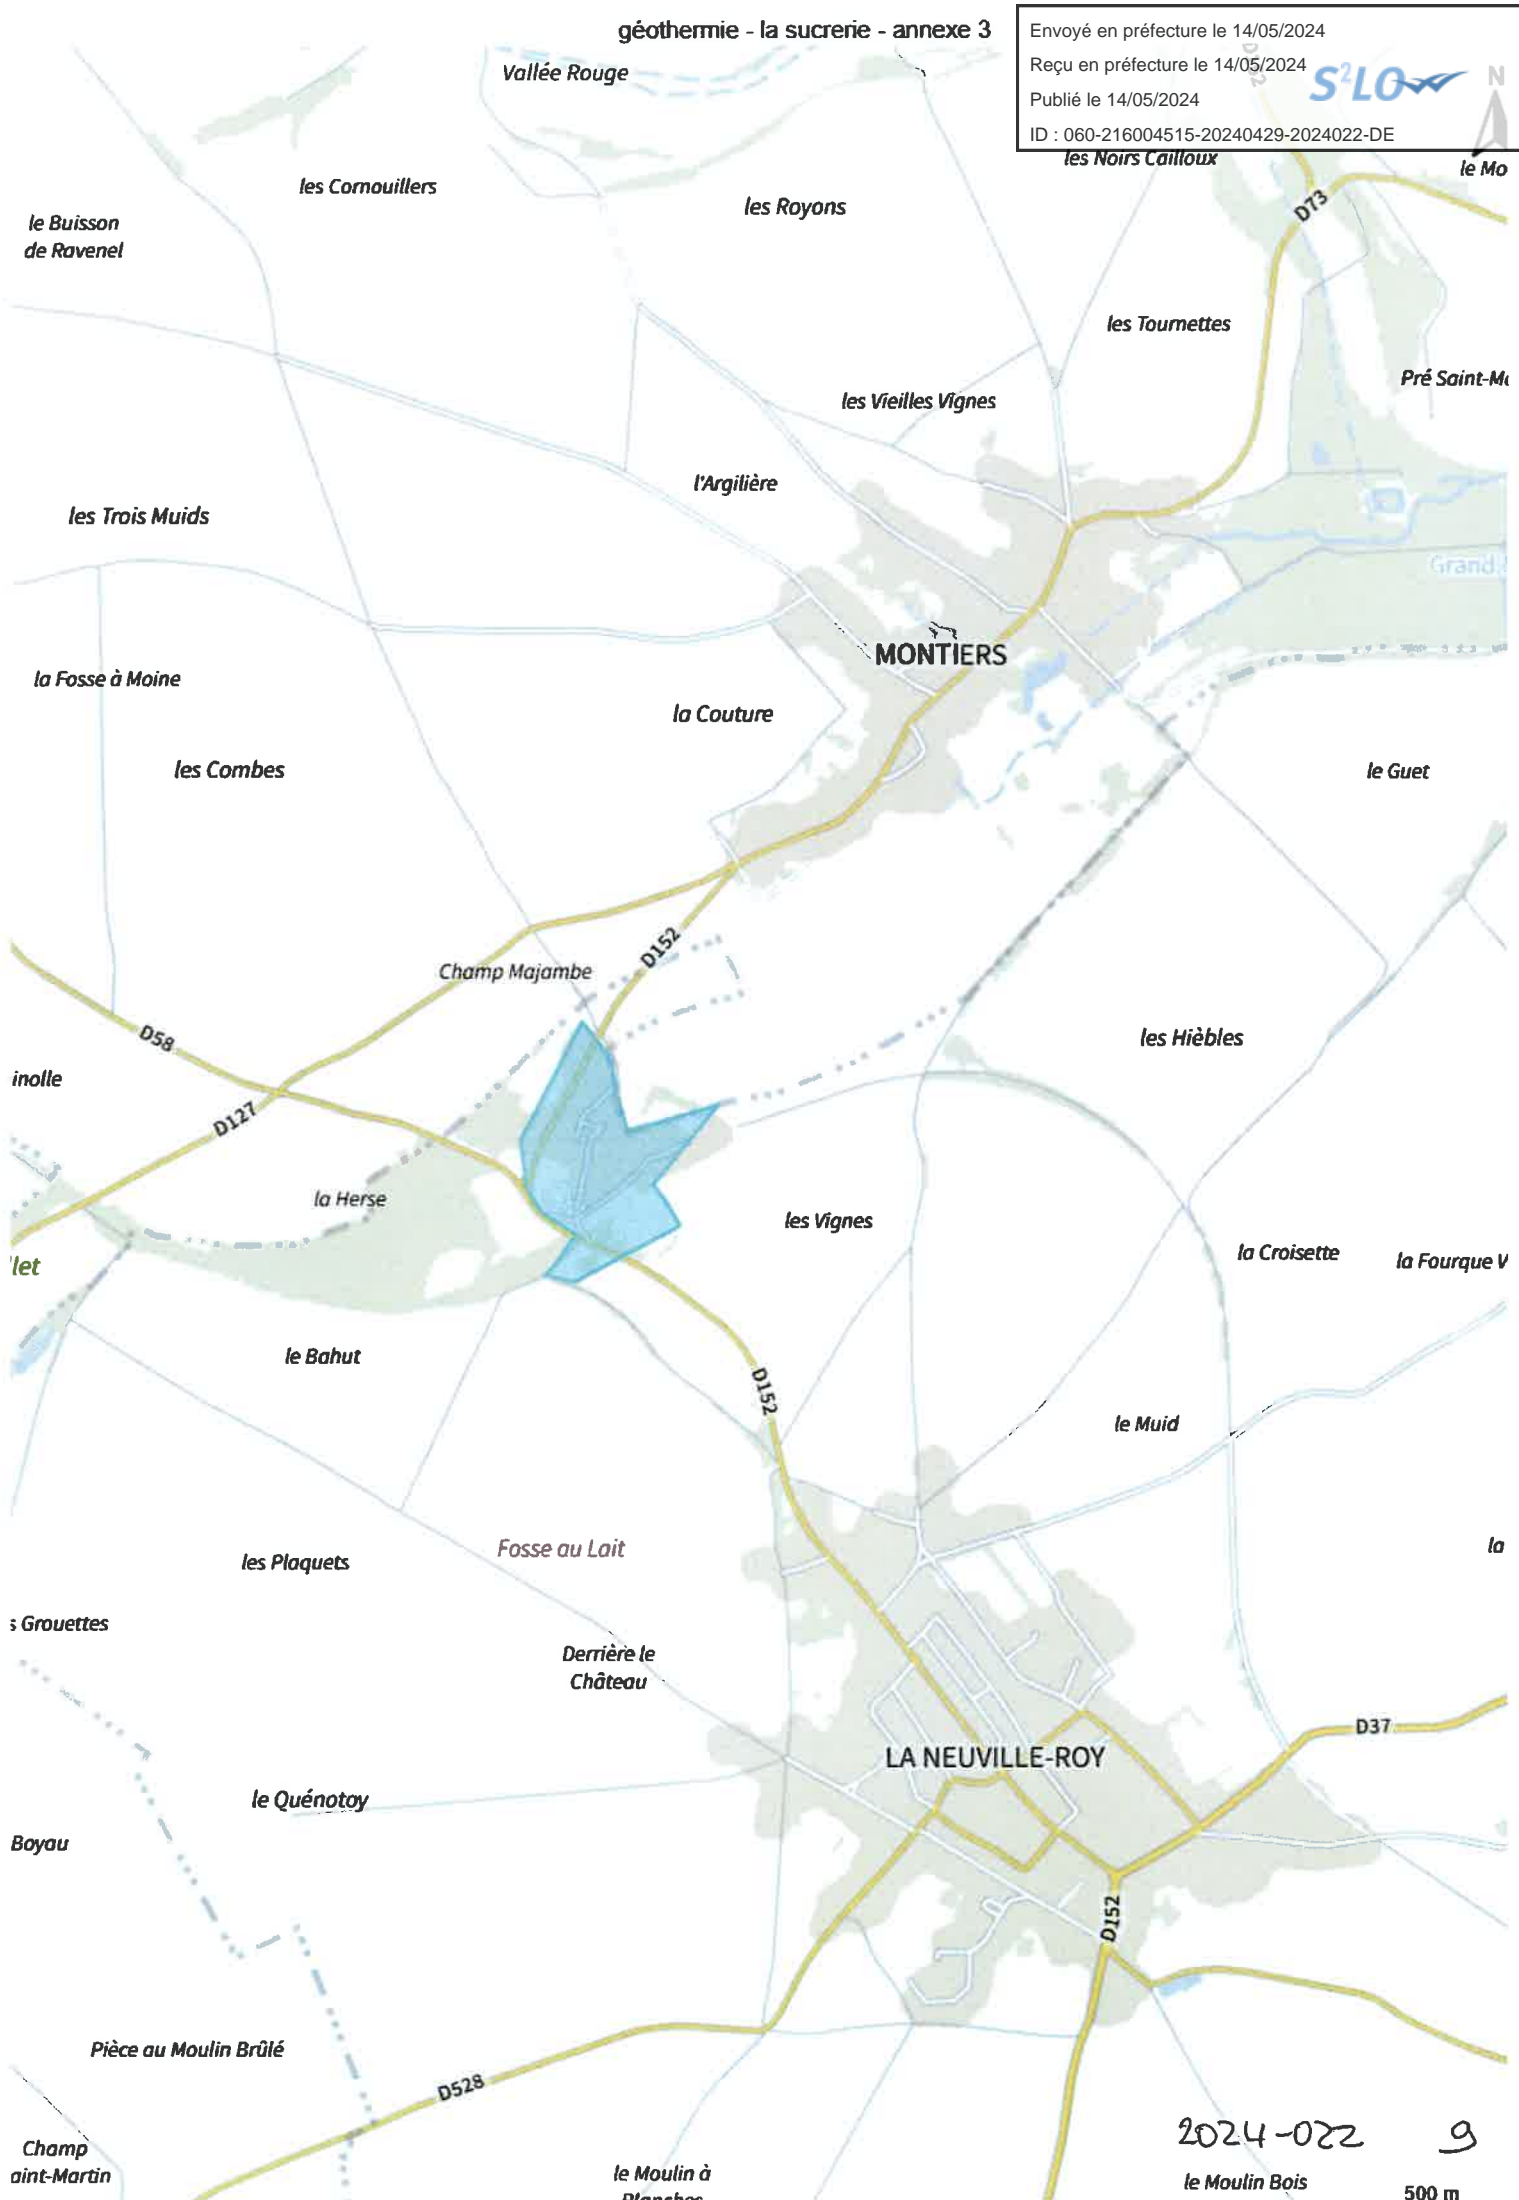 géothermie - la sucrerie - annexe 3
Envoyé en préfecture le 14/05/2024
Reçu en préfecture le 14/05/2024
Publié le 14/05/2024
ID : 060-216004515-20240429-2024022-DE
S²LO
N
Vallée Rouge
les Noirs Cailloux
le Mo
les Cornouillers
les Royons
D73
le Buisson
de Ravenel
les Tournettes
Pré Saint-Mo
les Vieilles Vignes
l'Argilière
les Trois Muids
Grand
MONTIERS
la Fosse à Moine
la Couture
les Combes
le Guet
D152
Champ Majambe
D58
les Hièbles
inolle
D127
la Herse
les Vignes
la Croisette
la Fourque V
let
le Bahut
D152
le Muid
Fosse au Lait
la
les Plaquets
s Grouettes
Derrière le
Château
D37
LA NEUVILLE-ROY
le Quénotoy
Boyau
D152
Pièce au Moulin Brûlé
D528
2024-022 9
Champ
aint-Martin
le Moulin à
Planches
le Moulin Bois
500 m